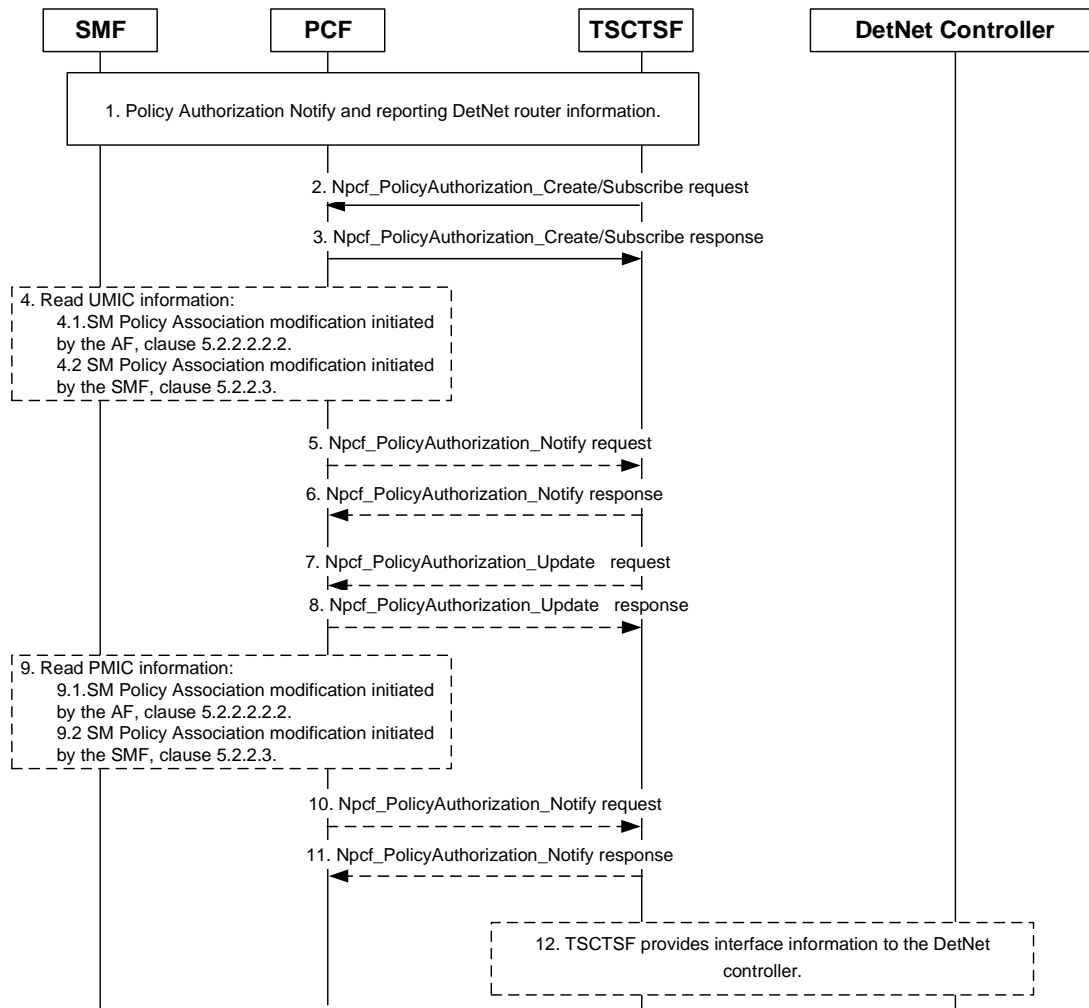 SMF
PCF
TSCTSF
DetNet Controller
1. Policy Authorization Notify and reporting DetNet router information.
2. Npcf_PolicyAuthorization_Create/Subscribe request
3. Npcf_PolicyAuthorization_Create/Subscribe response
4. Read UMIC information:
4.1.SM Policy Association modification initiated
by the AF, clause 5.2.2.2.2.2.
4.2 SM Policy Association modification initiated
by the SMF, clause 5.2.2.3.
5. Npcf_PolicyAuthorization_Notify request
6. Npcf_PolicyAuthorization_Notify response
7. Npcf_PolicyAuthorization_Update request
8. Npcf_PolicyAuthorization_Update response
9. Read PMIC information:
9.1.SM Policy Association modification initiated
by the AF, clause 5.2.2.2.2.2.
9.2 SM Policy Association modification initiated
by the SMF, clause 5.2.2.3.
10. Npcf_PolicyAuthorization_Notify request
11. Npcf_PolicyAuthorization_Notify response
12. TSCTSF provides interface information to the DetNet
controller.